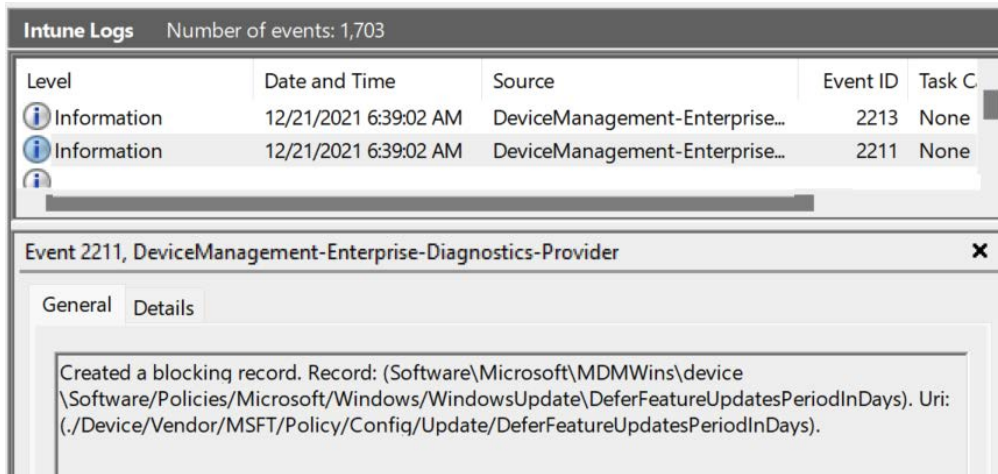 Intune Logs Number of events: 1,703
Level Date and Time Source Event ID Task Ca
Information 12/21/2021 6:39:02 AM DeviceManagement-Enterprise... 2213 None
Information 12/21/2021 6:39:02 AM DeviceManagement-Enterprise... 2211 None
Event 2211, DeviceManagement-Enterprise-Diagnostics-Provider
General Details
Created a blocking record. Record: (Software\Microsoft\MDMWins\device
\Software/Policies/Microsoft/Windows/WindowsUpdate\DeferFeatureUpdatesPeriodInDays). Uri:
(./Device/Vendor/MSFT/Policy/Config/Update/DeferFeatureUpdatesPeriodInDays).